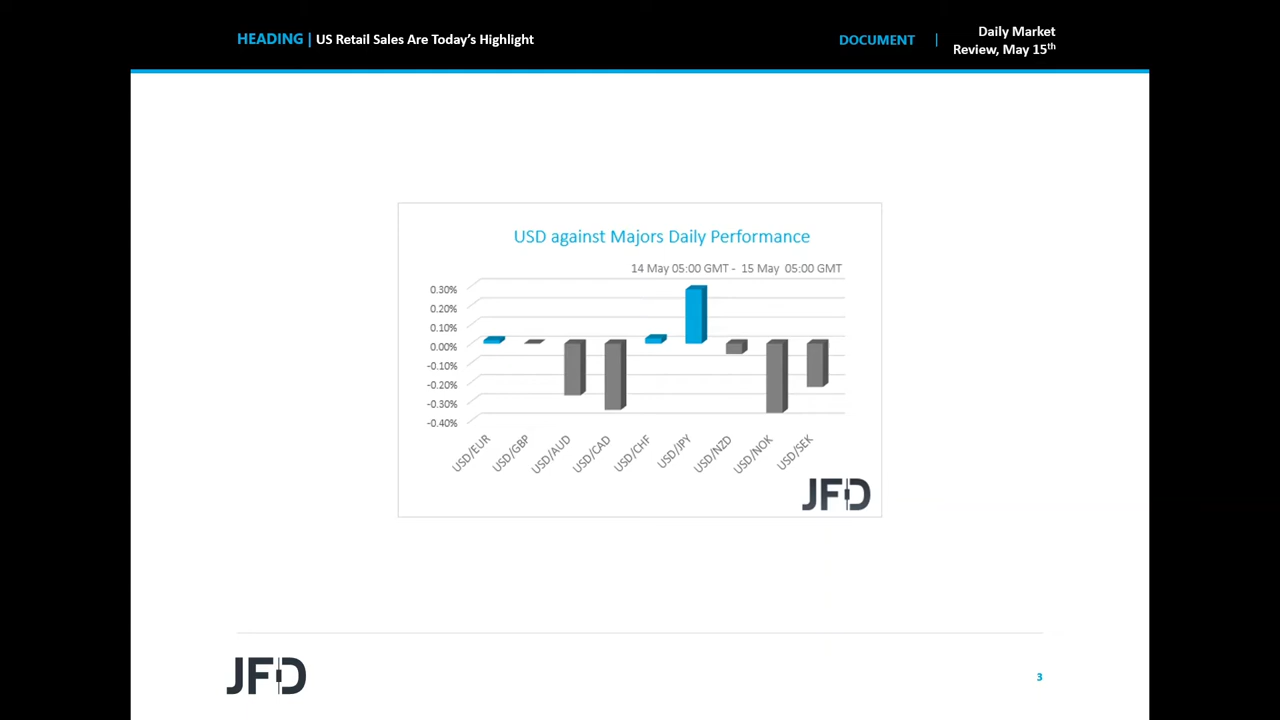 HEADING | US Retail Sales Are Today's Highlight
DOCUMENT |
Daily Market
Review, May 15th
USD against Majors Daily Performance
14 May 05:00 GMT - 15 May 05:00 GMT
0.30%
0.20%
0.10%
0.00%
-0.10%
-0.20%
-0.30%
-0.40%
USD/EUR
USD/GBP
USD/AUD
USD/CAD
USD/CHF
USD/JPY
USD/NZD
USD/NOK
USD/SEK
JFD
JFD
3